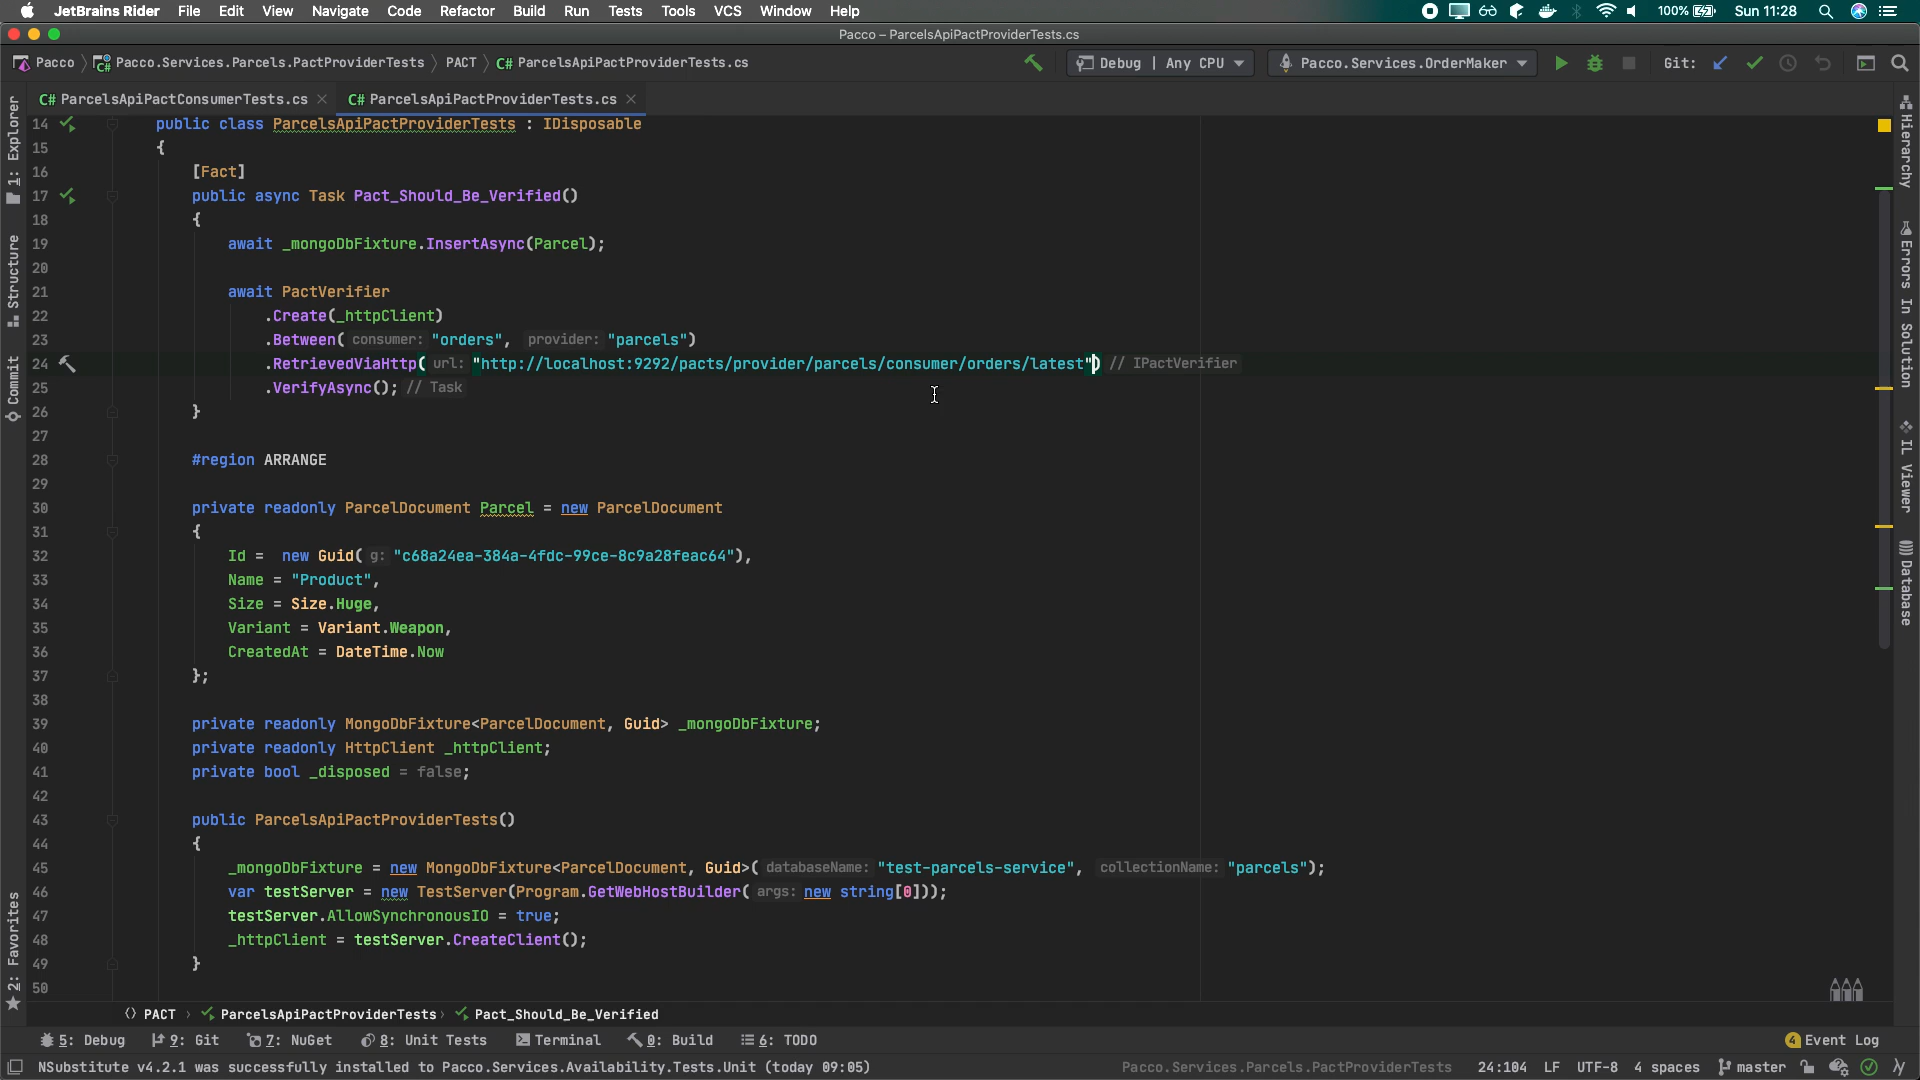 JetBrains Rider File Edit View Navigate Code Refactor Build Run Tests Tools VCS Window Help 100% Sun 11:28
Pacco – ParcelsApiPactProviderTests.cs
Pacco Pacco.Services.Parcels.PactProviderTests PACT C# ParcelsApiPactProviderTests.cs Debug | Any CPU Pacco.Services.OrderMaker Git:
C# ParcelsApiPactConsumerTests.cs C# ParcelsApiPactProviderTests.cs
1: Explorer
Structure
Commit
2: Favorites
14 public class ParcelsApiPactProviderTests : IDisposable
15 {
16 [Fact]
17 public async Task Pact_Should_Be_Verified()
18 {
19 await _mongoDbFixture.InsertAsync(Parcel);
20
21 await PactVerifier
22 .Create(_httpClient)
23 .Between( consumer: "orders", provider: "parcels")
24 .RetrievedViaHttp( url: "http://localhost:9292/pacts/provider/parcels/consumer/orders/latest") // IPactVerifier
25 .VerifyAsync(); // Task
26 }
27
28 #region ARRANGE
29
30 private readonly ParcelDocument Parcel = new ParcelDocument
31 {
32 Id = new Guid( g: "c68a24ea-384a-4fdc-99ce-8c9a28feac64"),
33 Name = "Product",
34 Size = Size.Huge,
35 Variant = Variant.Weapon,
36 CreatedAt = DateTime.Now
37 };
38
39 private readonly MongoDbFixture<ParcelDocument, Guid> _mongoDbFixture;
40 private readonly HttpClient _httpClient;
41 private bool _disposed = false;
42
43 public ParcelsApiPactProviderTests()
44 {
45 _mongoDbFixture = new MongoDbFixture<ParcelDocument, Guid>( databaseName: "test-parcels-service", collectionName: "parcels");
46 var testServer = new TestServer(Program.GetWebHostBuilder( args: new string[0]));
47 testServer.AllowSynchronousIO = true;
48 _httpClient = testServer.CreateClient();
49 }
50
Hierarchy
Errors In Solution
IL Viewer
Database
PACT ParcelsApiPactProviderTests Pact_Should_Be_Verified
5: Debug 9: Git 7: NuGet 8: Unit Tests Terminal 0: Build 6: TODO 4 Event Log
NSubstitute v4.2.1 was successfully installed to Pacco.Services.Availability.Tests.Unit (today 09:05) Pacco.Services.Parcels.PactProviderTests 24:104 LF UTF-8 4 spaces master